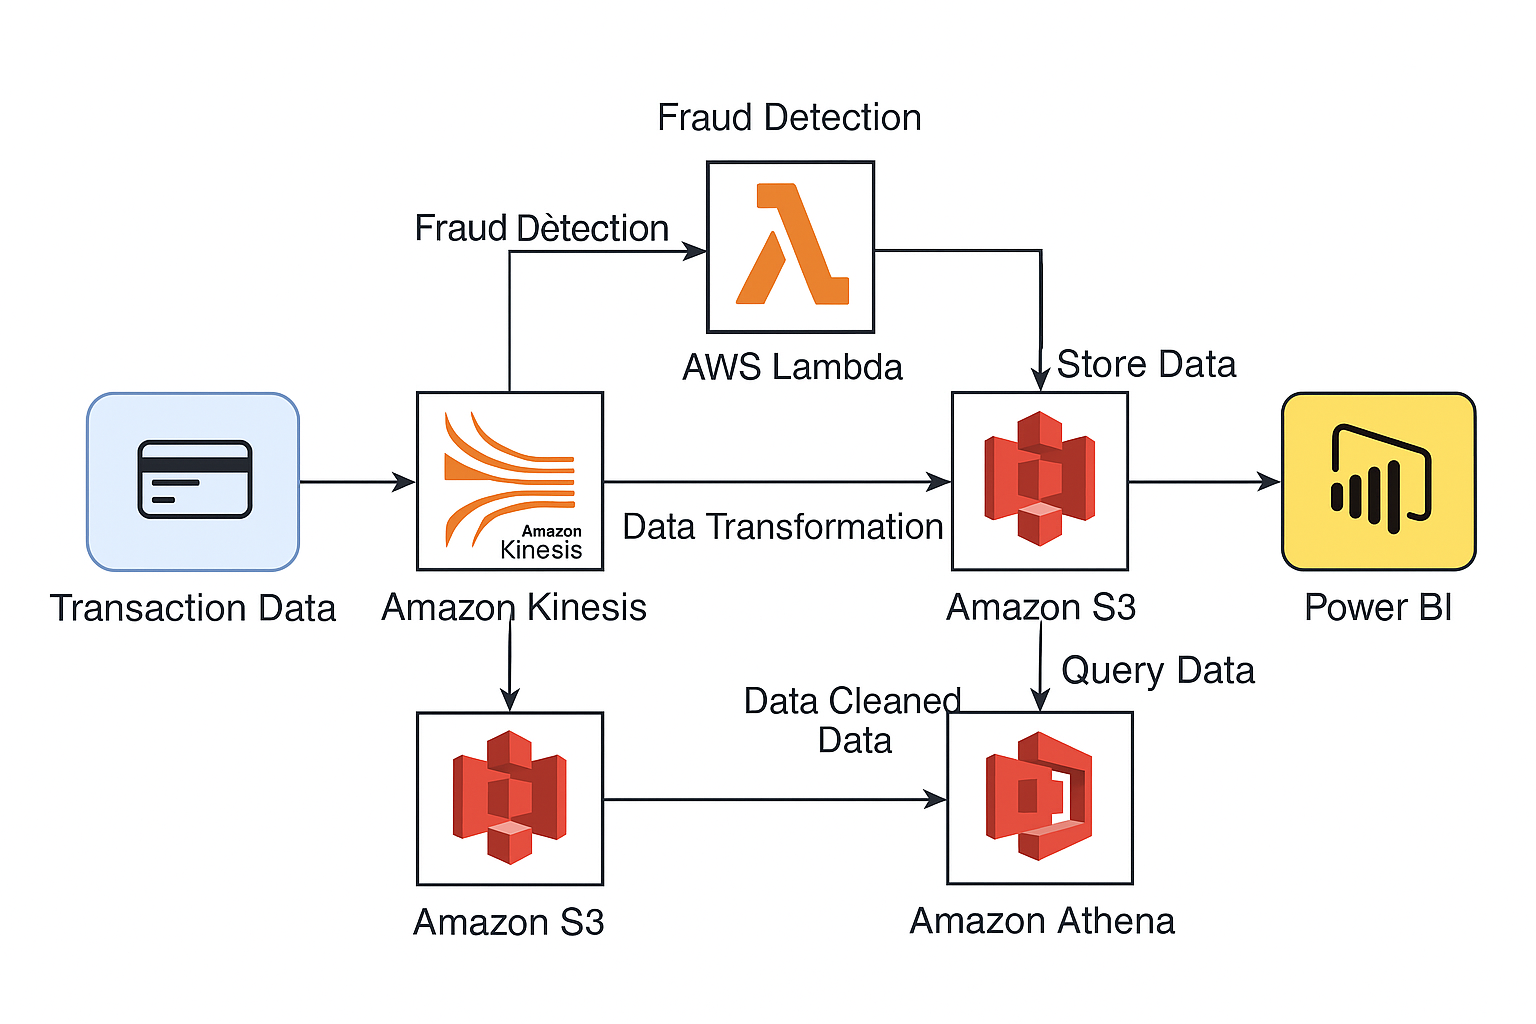 Fraud Detection
Fraud Dètection
AWS Lambda
Store Data
Amazon
Kinesis
Data Transformation
Transaction Data
Amazon Kinesis
Amazon S3
Power BI
Query Data
Data Cleaned
Data
Amazon S3
Amazon Athena